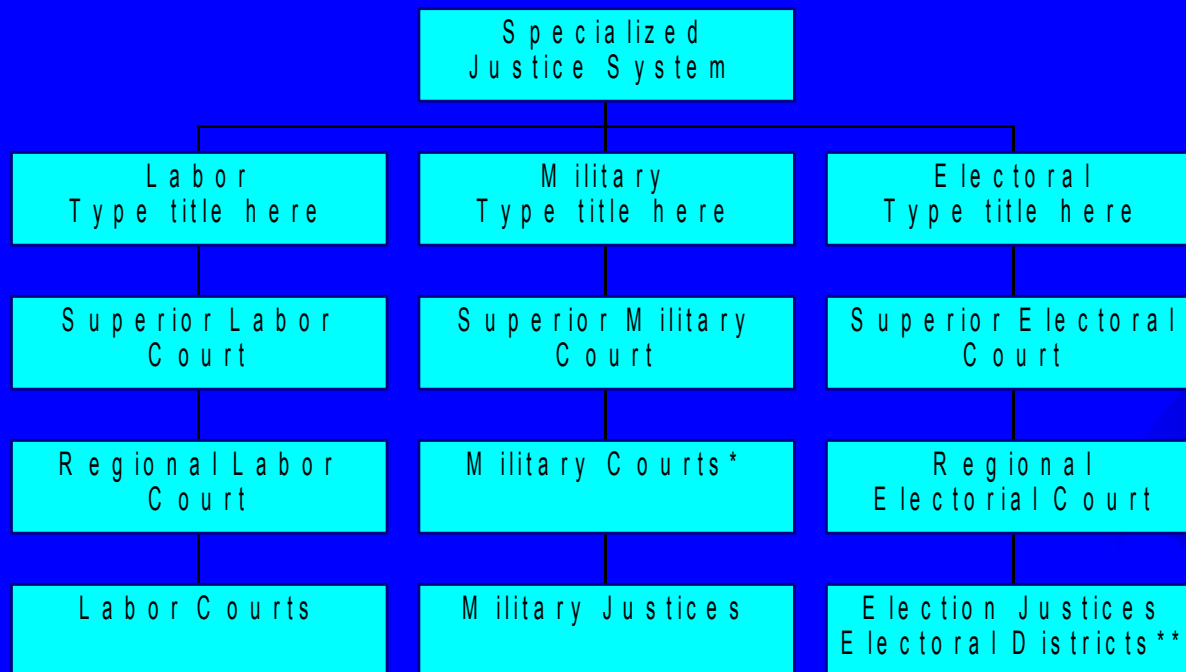 Specialized
Justice System
Labor
Type title here
Military
Type title here
Electoral
Type title here
Superior Labor
Court
Superior Military
Court
Superior Electoral
Court
Regional Labor
Court
Military Courts*
Regional
Electorial Court
Labor Courts
Military Justices
Election Justices
Electoral Districts**